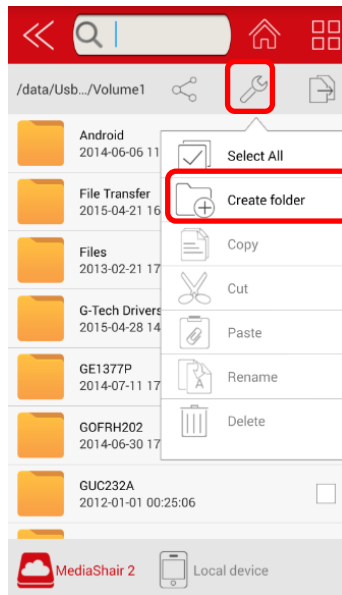 /data/Usb.../Volume1
Android
2014-06-06 11
Select All
File Transfer
2015-04-21 16
Create folder
Files
2013-02-21 17
Copy
Cut
G-Tech Drivers
2015-04-28 14
Paste
GE1377P
2014-07-11 17
Rename
GOFRH202
2014-06-30 17
Delete
GUC232A
2012-01-01 00:25:06
MediaShair 2
Local device